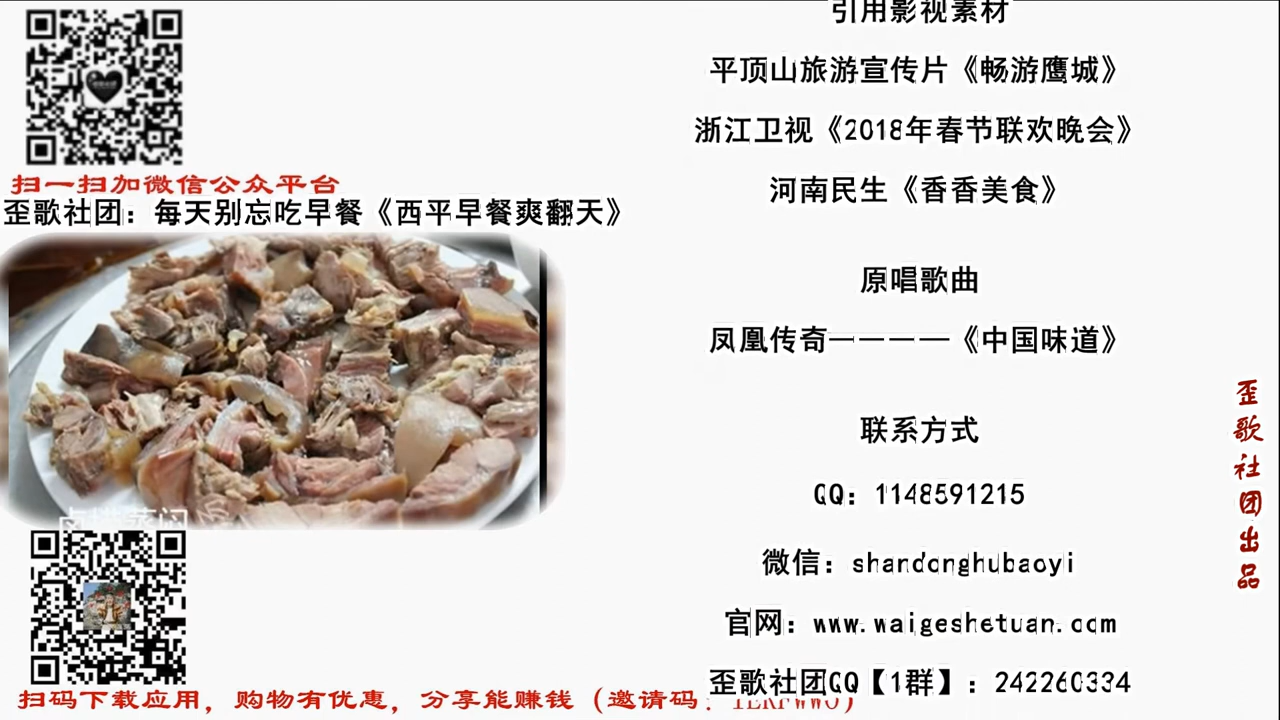 扫一扫加微信公众平台
歪歌社团：每天别忘吃早餐《西平早餐爽翻天》
扫码下载应用，购物有优惠，分享能赚钱（邀请码：
引用影视素材
平顶山旅游宣传片《畅游鹰城》
浙江卫视《2018年春节联欢晚会》
河南民生《香香美食》
原唱歌曲
凤凰传奇————《中国味道》
联系方式
QQ：1148591215
微信：shandonghubaoyi
官网：www.waigeshetuan.com
歪歌社团QQ【1群】：242260334
歪歌社团出品